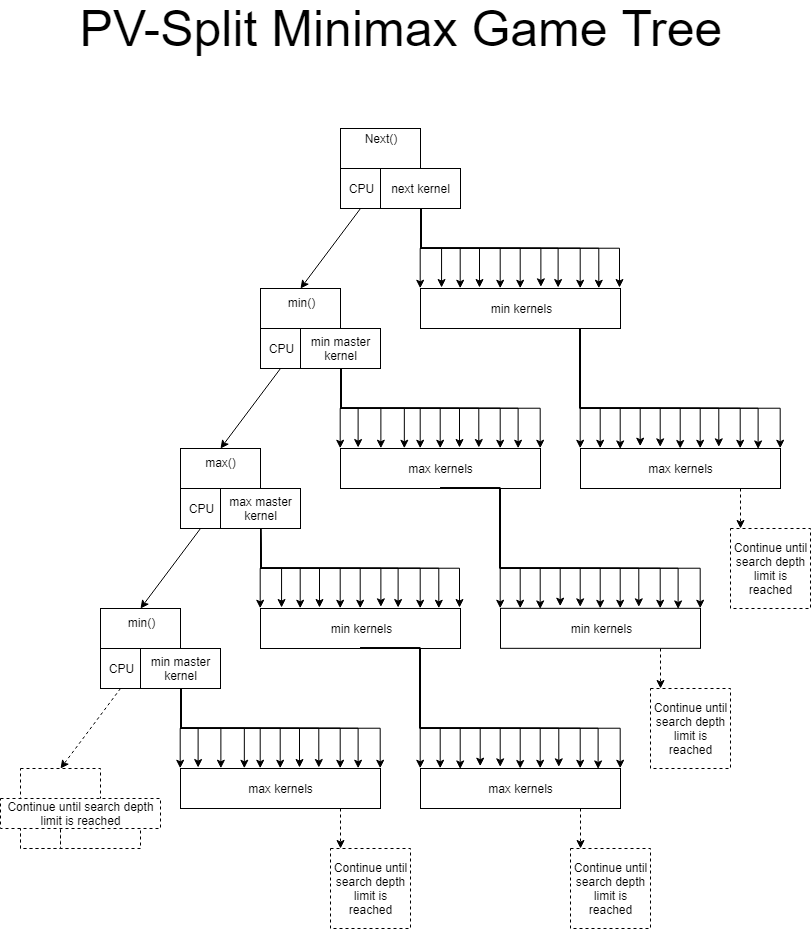 PV-Split Minimax Game Tree
Next()
CPU
next kernel
min()
min kernels
CPU
min master
kernel
max()
max kernels
max kernels
CPU
max master
kernel
Continue until
search depth
limit is
reached
min()
min kernels
min kernels
CPU
min master
kernel
Continue until
search depth
limit is
reached
Continue until search depth
limit is reached
max kernels
max kernels
Continue until
search depth
limit is
reached
Continue until
search depth
limit is
reached